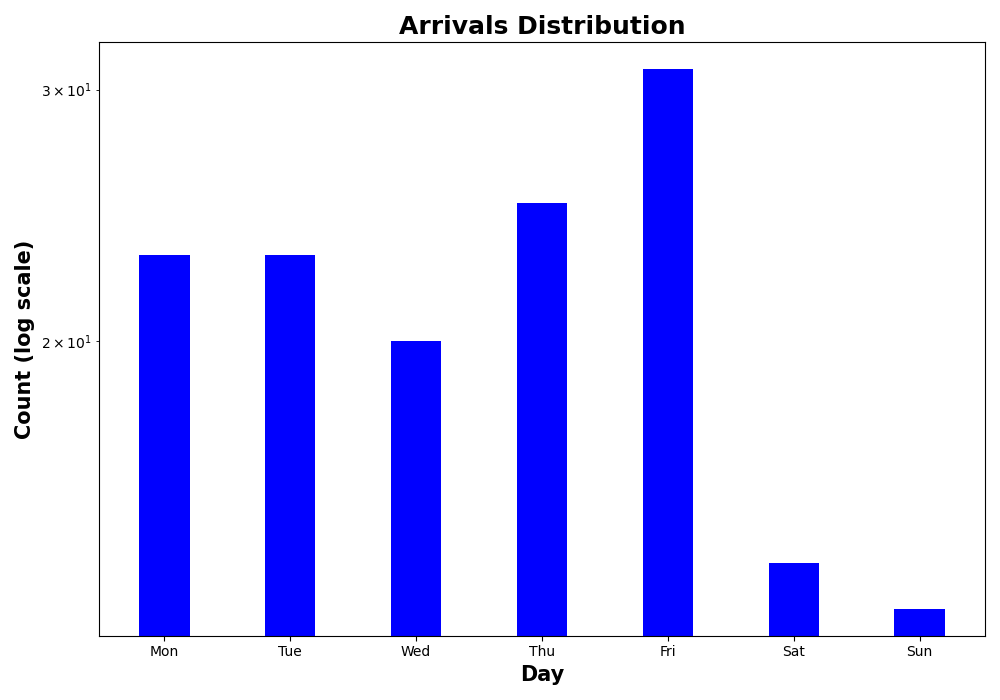 Arrivals Distribution
Count (log scale)
3 × 10¹
2 × 10¹
Mon Tue Wed Thu Fri Sat Sun
Day